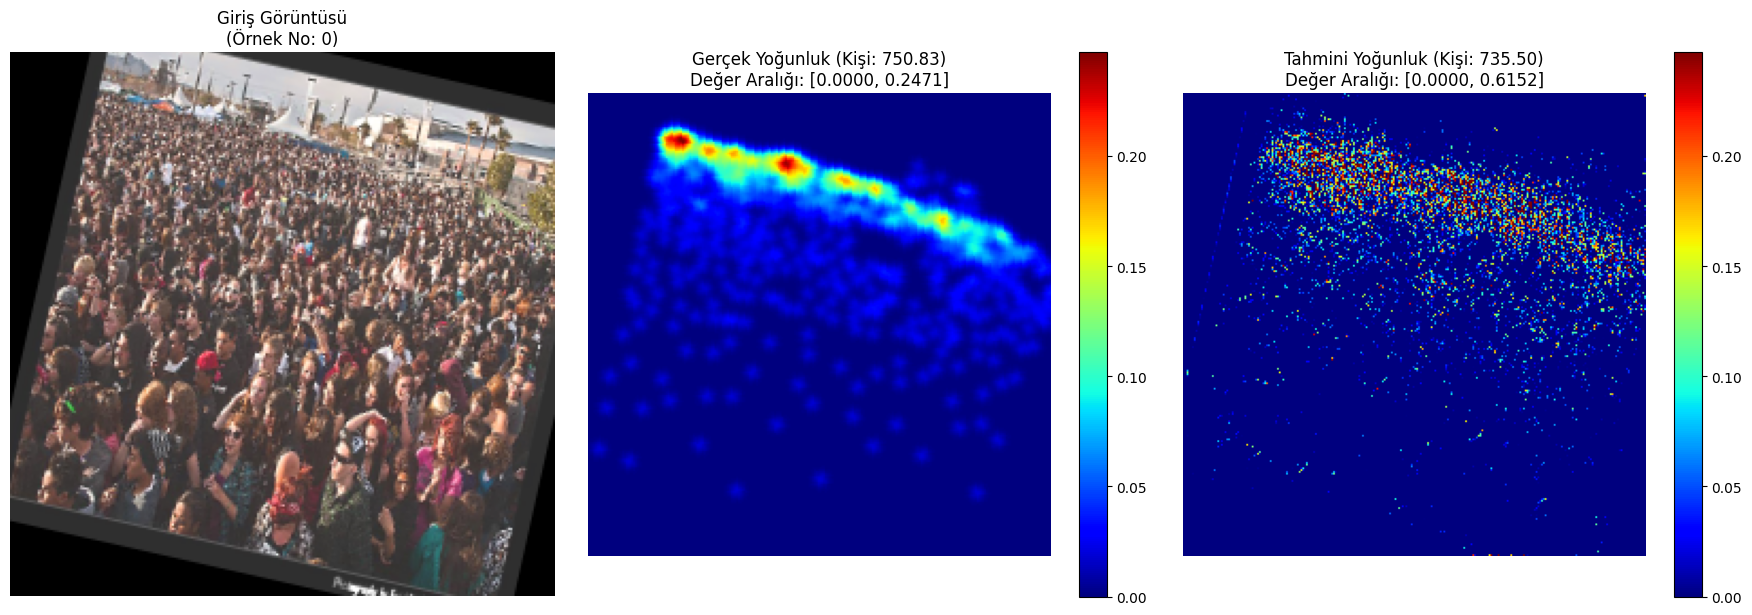 Giriş Görüntüsü
(Örnek No: 0)
Gerçek Yoğunluk (Kişi: 750.83)
Değer Aralığı: [0.0000, 0.2471]
0.20
0.15
0.10
0.05
0.00
Tahmini Yoğunluk (Kişi: 735.50)
Değer Aralığı: [0.0000, 0.6152]
0.20
0.15
0.10
0.05
0.00